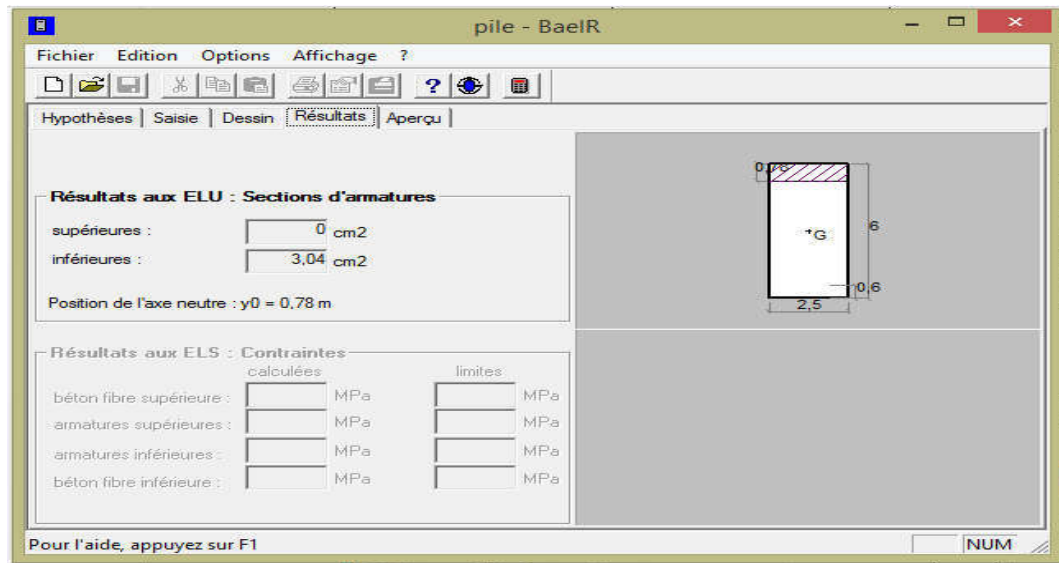 pile - BaelR
Fichier Edition Options Affichage ?
Hypothèses Saisie Dessin Résultats Aperçu
Résultats aux ELU : Sections d'armatures
supérieures : 0 cm2
inférieures : 3,04 cm2
Position de l'axe neutre : y0 = 0,78 m
Résultats aux ELS : Contraintes
calculées limites
béton fibre supérieure : MPa MPa
armatures supérieures : MPa MPa
armatures inférieures : MPa MPa
béton fibre inférieure : MPa MPa
0,78
G
6
0,6
2,5
Pour l'aide, appuyez sur F1
NUM